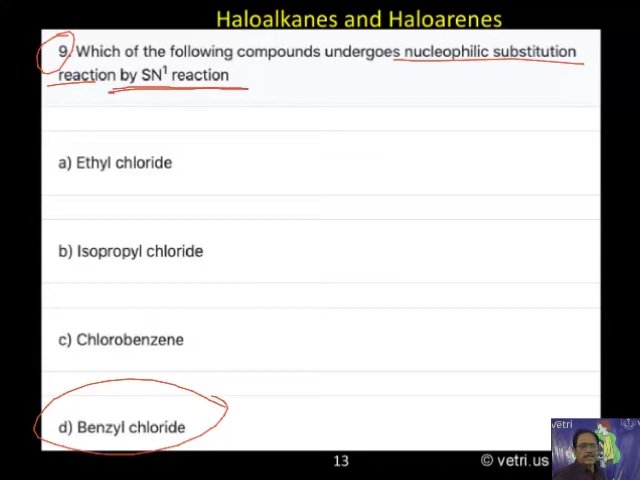 Haloalkanes and Haloarenes
9. Which of the following compounds undergoes nucleophilic substitution
reaction by SN¹ reaction
a) Ethyl chloride
b) Isopropyl chloride
c) Chlorobenzene
d) Benzyl chloride
Vetri
13
© vetri.us